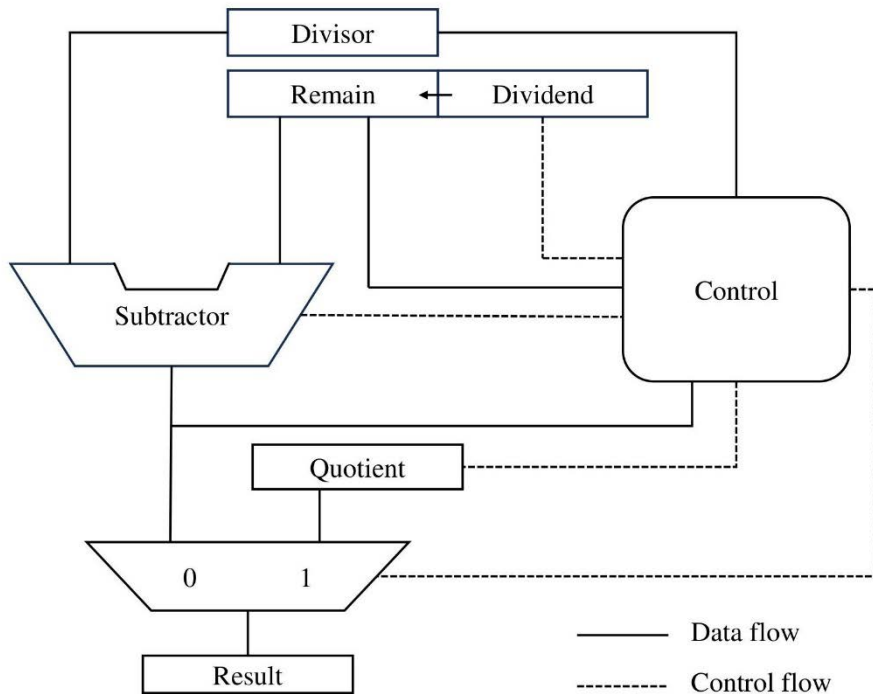 Divisor
Remain
Dividend
Control
Subtractor
Quotient
0
1
Data flow
Result
Control flow